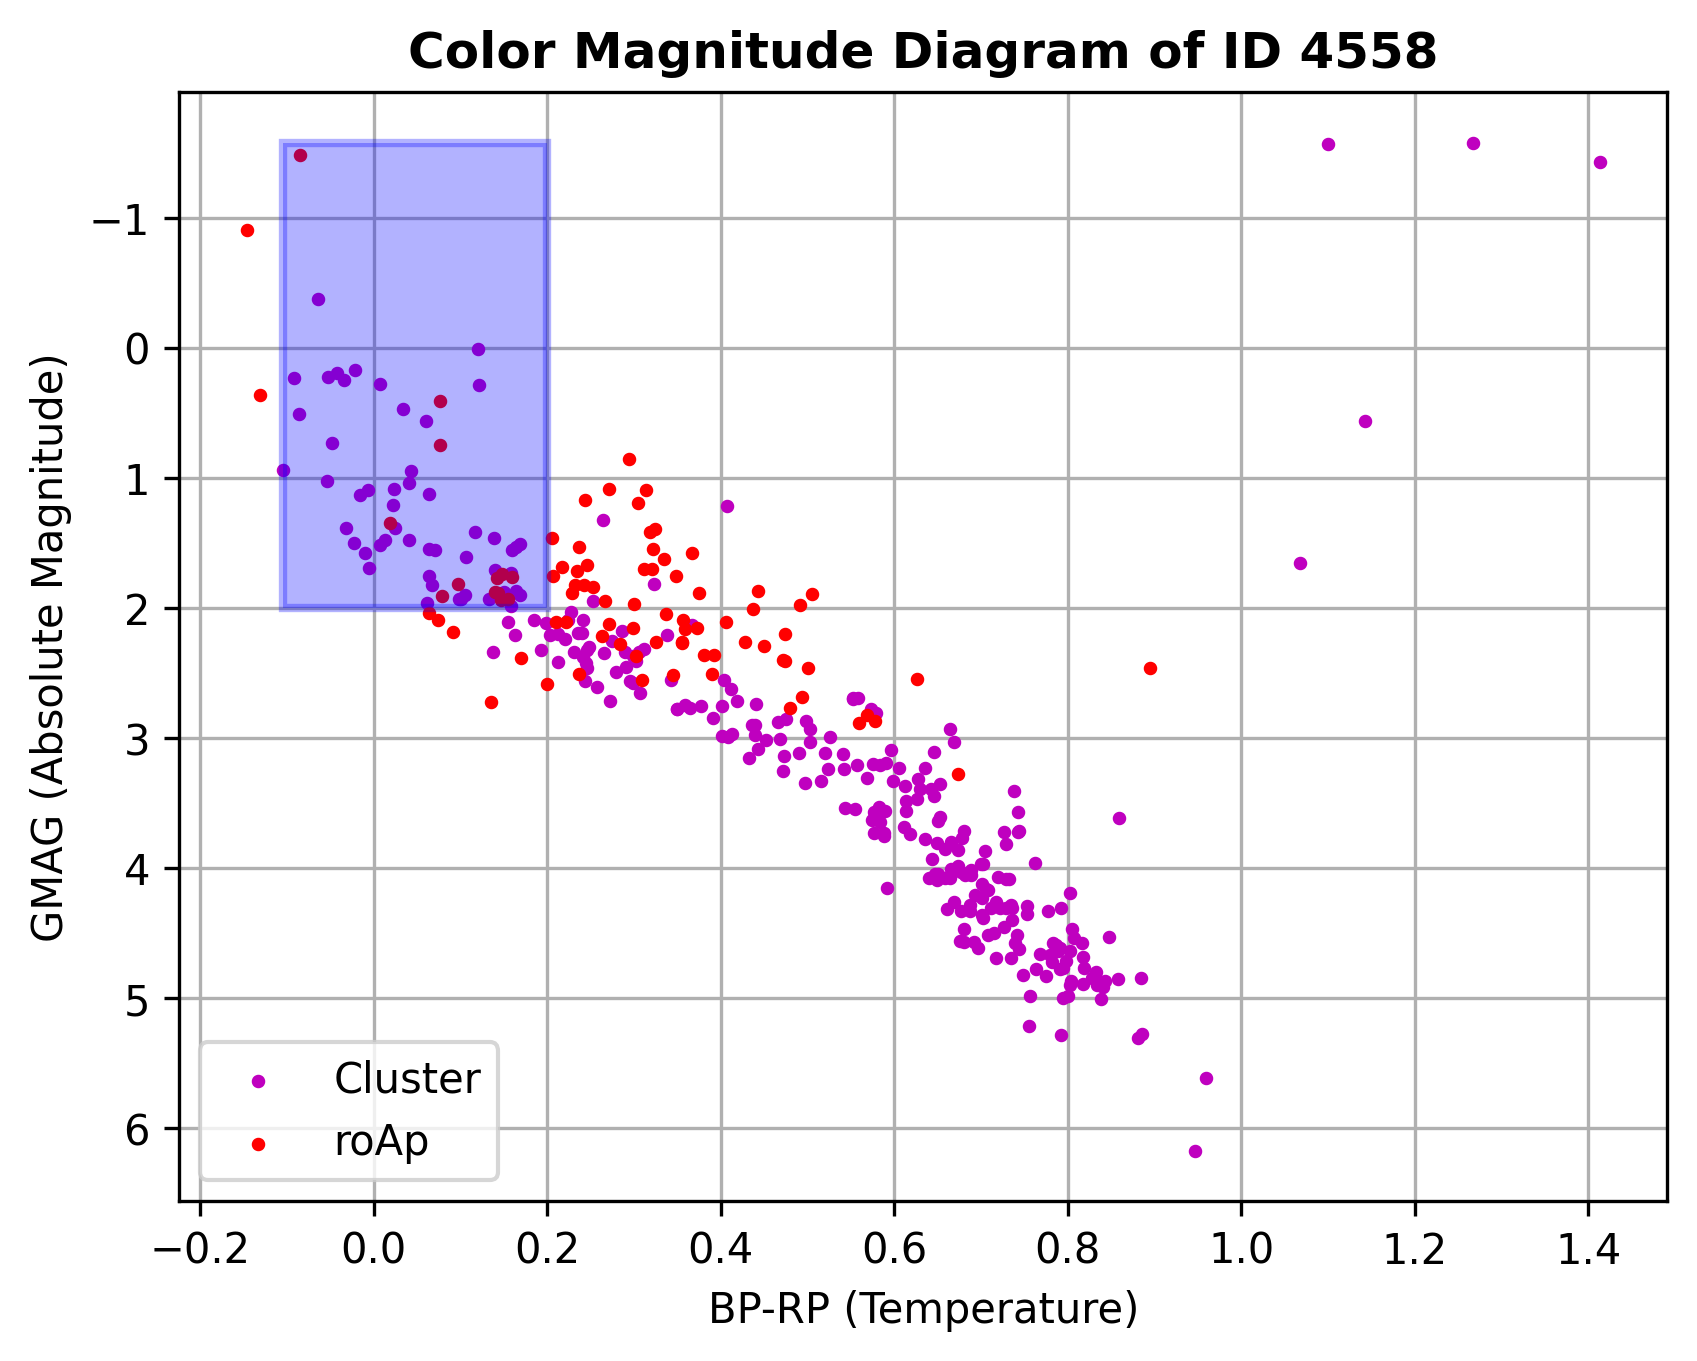 Color Magnitude Diagram of ID 4558
GMAG (Absolute Magnitude)
−1
0
1
2
3
4
5
6
Cluster
roAp
−0.2 0.0 0.2 0.4 0.6 0.8 1.0 1.2 1.4
BP-RP (Temperature)